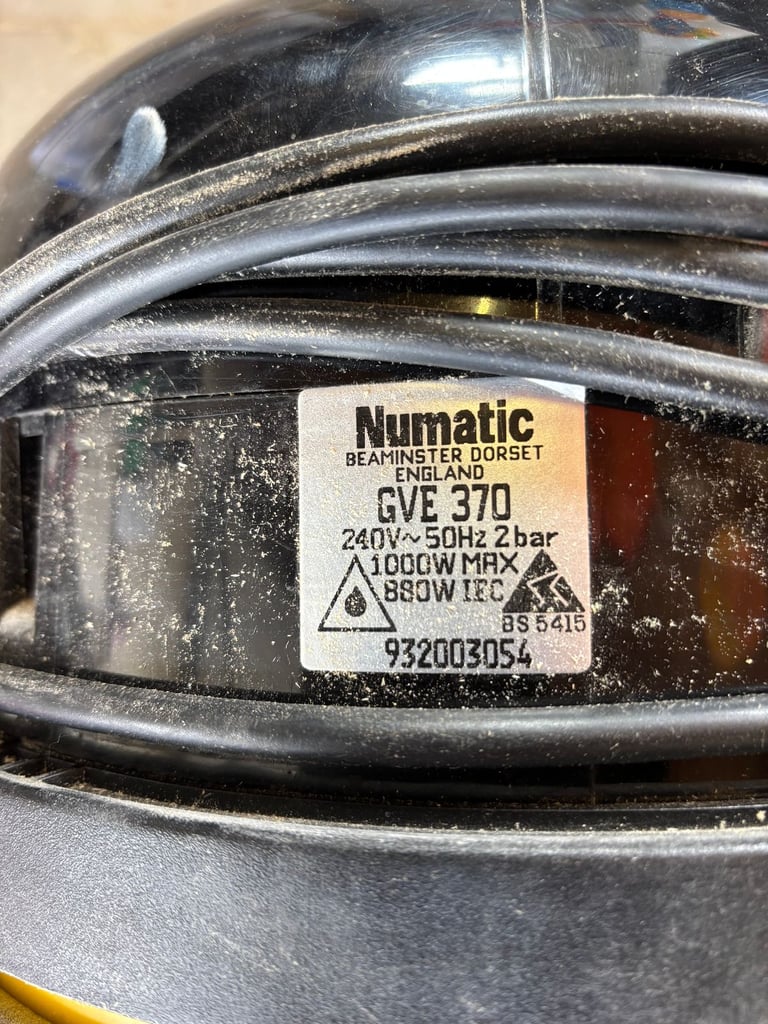 Numatic
BEAMINSTER DORSET
ENGLAND
GVE 370
240V~50Hz 2bar
1000W MAX
880W IEC
BS 5415
932003054